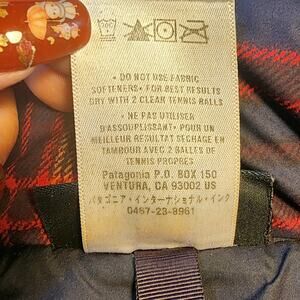 • DO NOT USE FABRIC
SOFTENERS • FOR BEST RESULTS
DRY WITH 2 CLEAR TENNIS BALLS
• NE PAS UTILISER
D'ASSOUPLISSANT • POUR UN
MEILLEUR RESULTAT SECHAGE EN
TAMBOUR AVEC 2 BALLES DE
TENNIS PROPRES
Patagonia P.O. BOX 150
VENTURA, CA 93002 US
パタゴニア・インターナショナル・インク
0467-23-8961